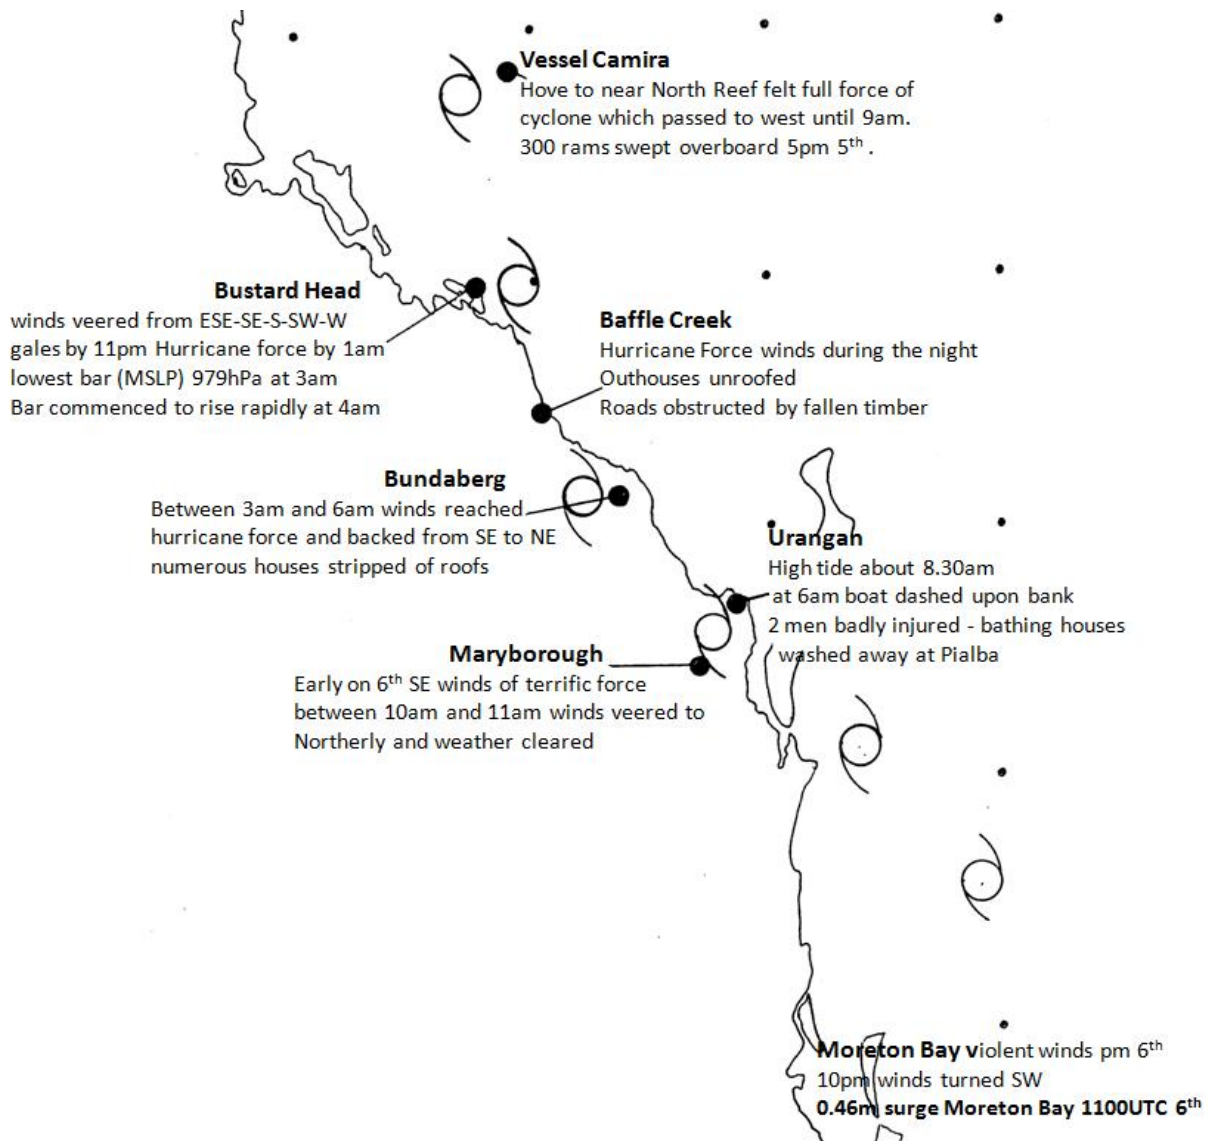 Vessel Camira
Hove to near North Reef felt full force of
cyclone which passed to west until 9am.
300 rams swept overboard 5pm 5th .
Bustard Head
winds veered from ESE-SE-S-SW-W
gales by 11pm Hurricane force by 1am
lowest bar (MSLP) 979hPa at 3am
Bar commenced to rise rapidly at 4am
Baffle Creek
Hurricane Force winds during the night
Outhouses unroofed
Roads obstructed by fallen timber
Bundaberg
Between 3am and 6am winds reached
hurricane force and backed from SE to NE
numerous houses stripped of roofs
Urangan
High tide about 8.30am
at 6am boat dashed upon bank
2 men badly injured - bathing houses
washed away at Pialba
Maryborough
Early on 6th SE winds of terrific force
between 10am and 11am winds veered to
Northerly and weather cleared
Moreton Bay violent winds pm 6th
10pm winds turned SW
0.46m surge Moreton Bay 1100UTC 6th